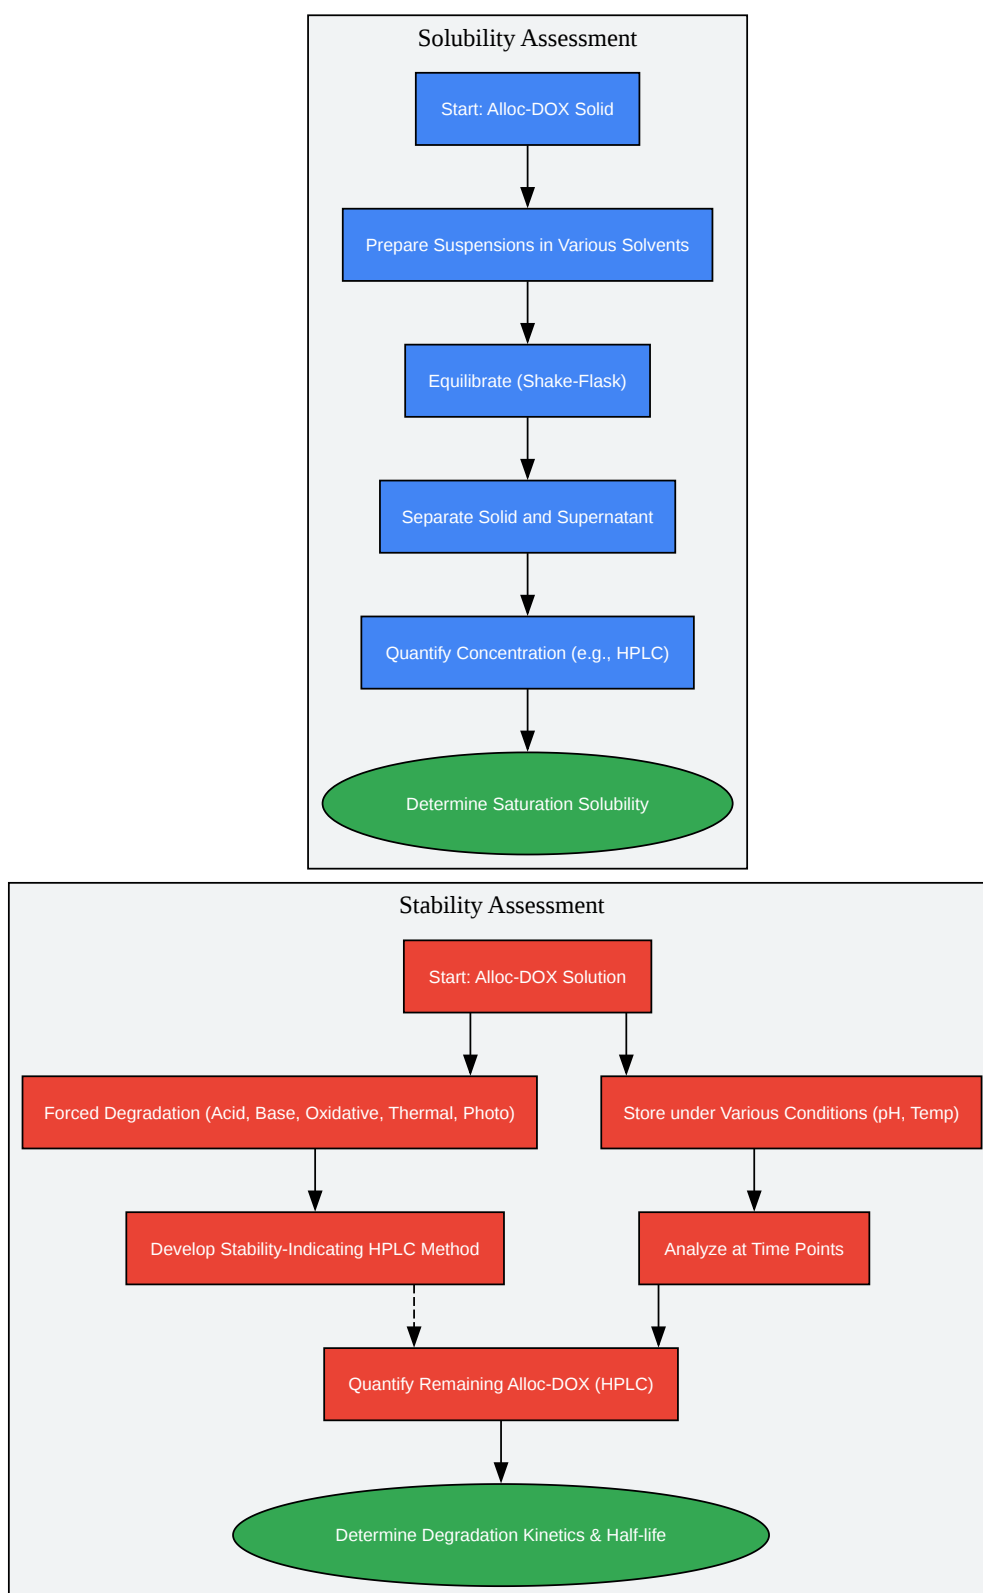 Solubility Assessment
Start: Alloc-DOX Solid
Prepare Suspensions in Various Solvents
Equilibrate (Shake-Flask)
Separate Solid and Supernatant
Quantify Concentration (e.g., HPLC)
Determine Saturation Solubility
Stability Assessment
Start: Alloc-DOX Solution
Forced Degradation (Acid, Base, Oxidative, Thermal, Photo)
Store under Various Conditions (pH, Temp)
Develop Stability-Indicating HPLC Method
Analyze at Time Points
Quantify Remaining Alloc-DOX (HPLC)
Determine Degradation Kinetics & Half-life